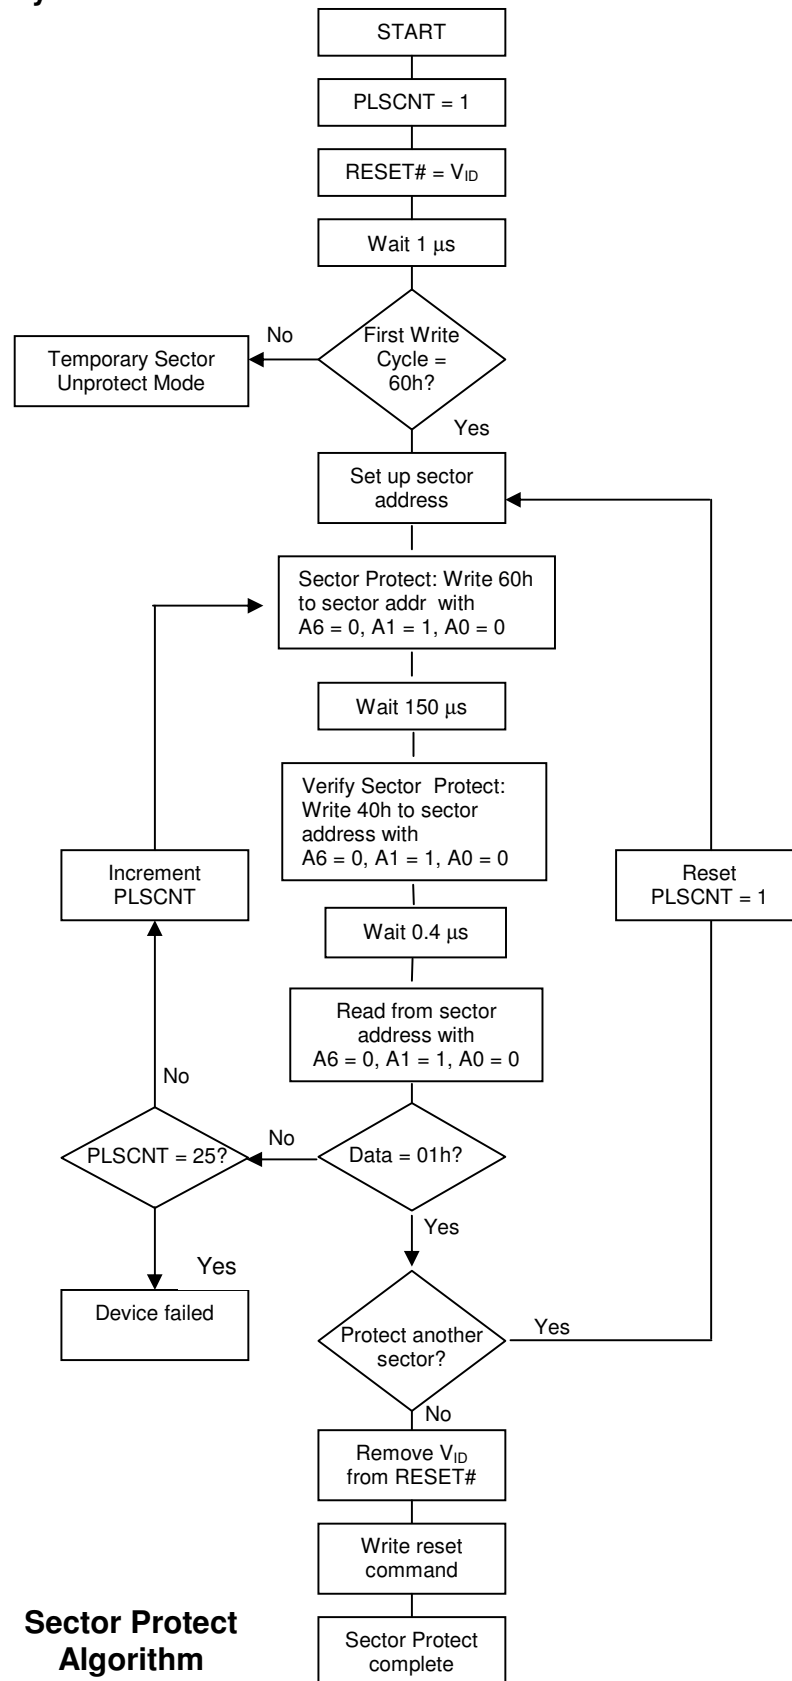 START
PLSCNT = 1
RESET# = VID
Wait 1 µs
First Write
Cycle =
60h?
No
Temporary Sector
Unprotect Mode
Yes
Set up sector
address
Sector Protect: Write 60h
to sector addr with
A6 = 0, A1 = 1, A0 = 0
Wait 150 µs
Verify Sector Protect:
Write 40h to sector
address with
A6 = 0, A1 = 1, A0 = 0
Increment
PLSCNT
Reset
PLSCNT = 1
Wait 0.4 µs
Read from sector
address with
A6 = 0, A1 = 1, A0 = 0
No
PLSCNT = 25?
No
Data = 01h?
Yes
Yes
Device failed
Protect another
sector?
Yes
No
Remove VID
from RESET#
Write reset
command
Sector Protect
Algorithm
Sector Protect
complete